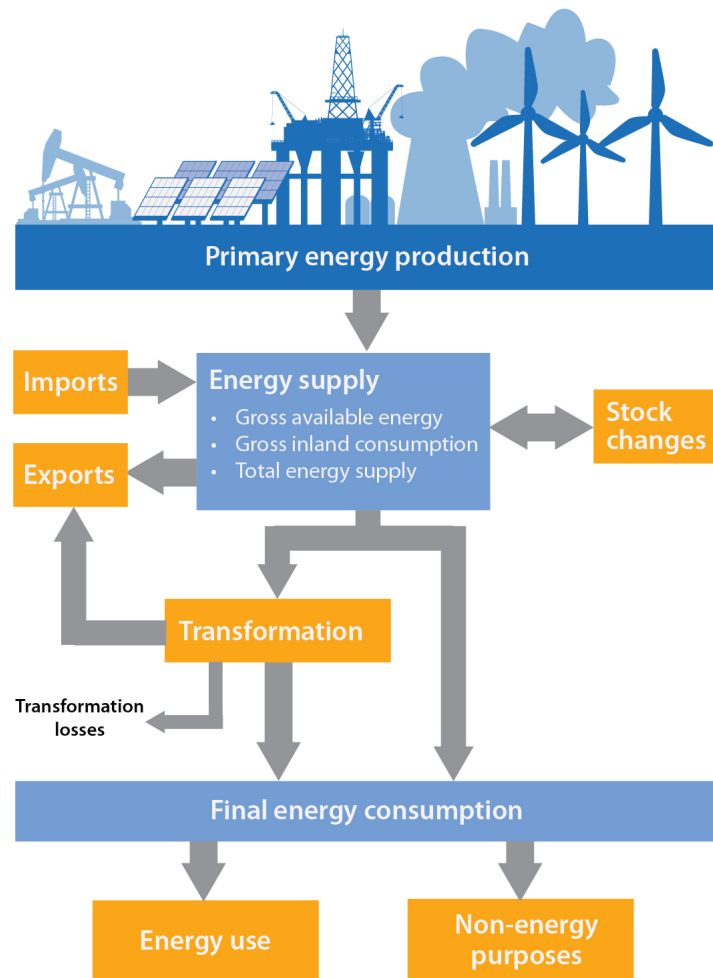 Primary energy production
Imports
Energy supply
• Gross available energy
• Gross inland consumption
• Total energy supply
Stock
changes
Exports
Transformation
Transformation
losses
Final energy consumption
Energy use
Non-energy
purposes